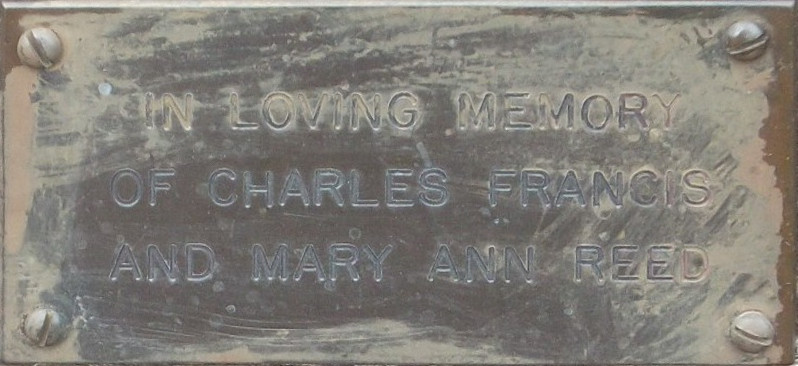 IN LOVING MEMORY
OF CHARLES FRANCIS
AND MARY ANN REED